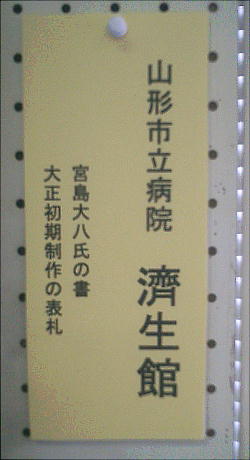 山形市立病院 濟生館
宮島大八氏の書
大正初期制作の表札